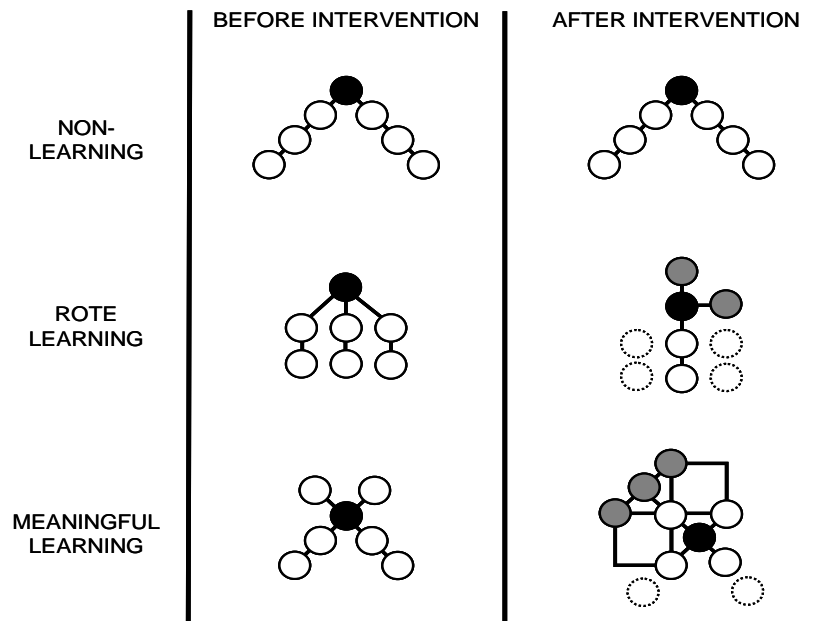 BEFORE INTERVENTION
AFTER INTERVENTION
NON-
LEARNING
ROTE
LEARNING
MEANINGFUL
LEARNING